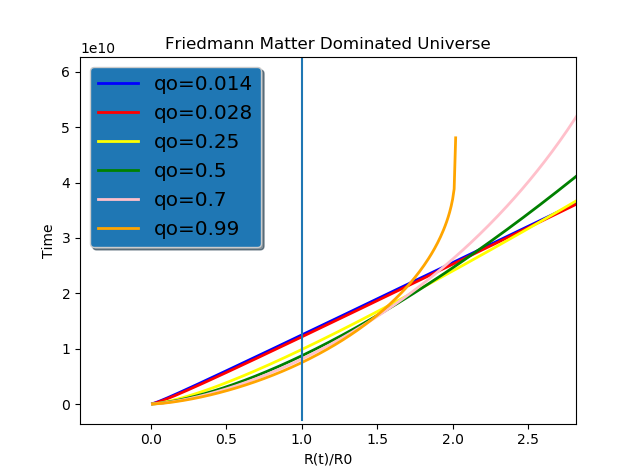 Friedmann Matter Dominated Universe
1e10
6
5
4
3
2
1
0
Time
qo=0.014
qo=0.028
qo=0.25
qo=0.5
qo=0.7
qo=0.99
0.0 0.5 1.0 1.5 2.0 2.5
R(t)/R0